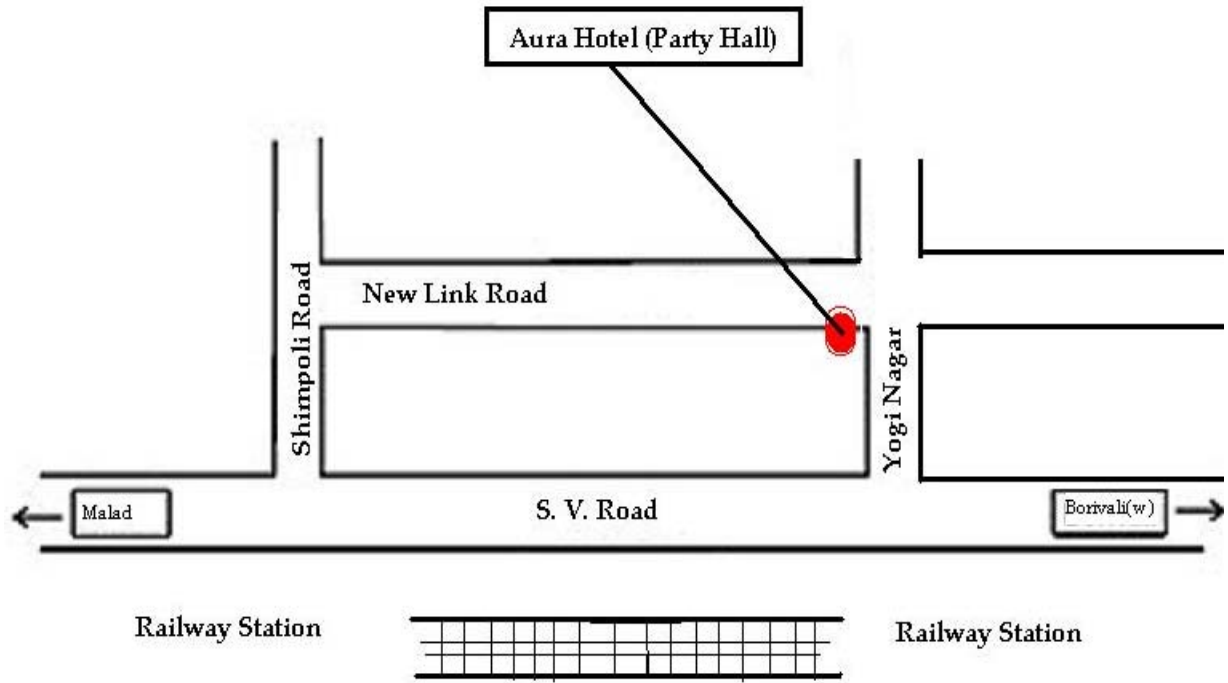 Aura Hotel (Party Hall)
New Link Road
Shimpoli Road
Yogi Nagar
Malad
S. V. Road
Borivali(w)
Railway Station
Railway Station